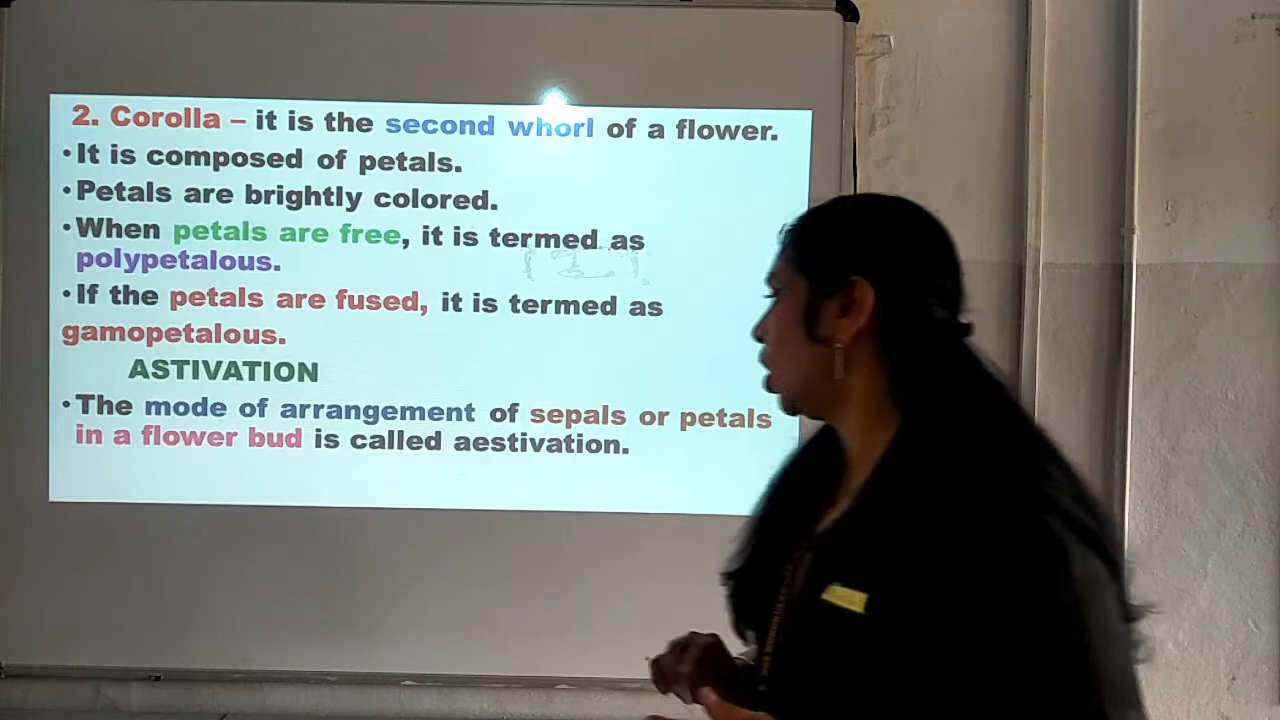 2. Corolla – it is the second whorl of a flower.
•It is composed of petals.
•Petals are brightly colored.
•When petals are free, it is termed as
polypetalous.
•If the petals are fused, it is termed as
gamopetalous.
ASTIVATION
•The mode of arrangement of sepals or petals
in a flower bud is called aestivation.